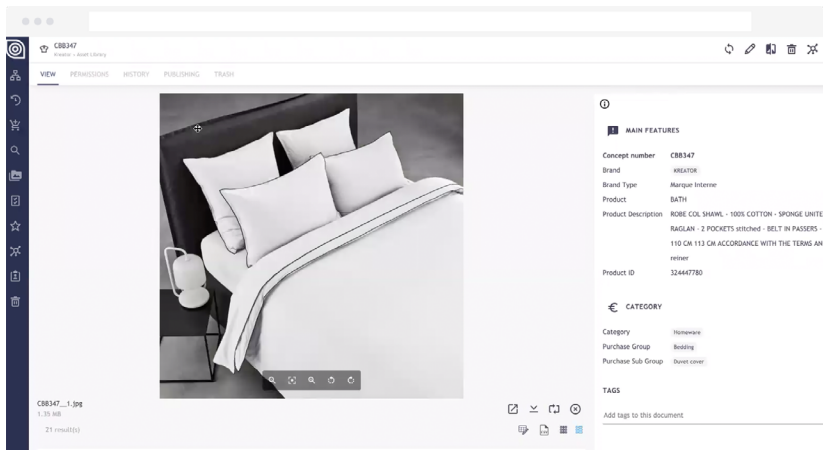 CBB347
Kreator > Asset Library
VIEW
PERMISSIONS
HISTORY
PUBLISHING
TRASH
MAIN FEATURES
Concept number CBB347
Brand KREATOR
Brand Type Marque Interne
Product BATH
Product Description ROBE COL SHAWL - 100% COTTON - SPONGE UNITE
RAGLAN - 2 POCKETS stitched - BELT IN PASSERS -
110 CM 113 CM ACCORDANCE WITH THE TERMS AN
reiner
Product ID 324447780
CATEGORY
Category Homeware
Purchase Group Bedding
Purchase Sub Group Duvet cover
TAGS
Add tags to this document
CBB347__1.jpg
1.35 MB
21 result(s)